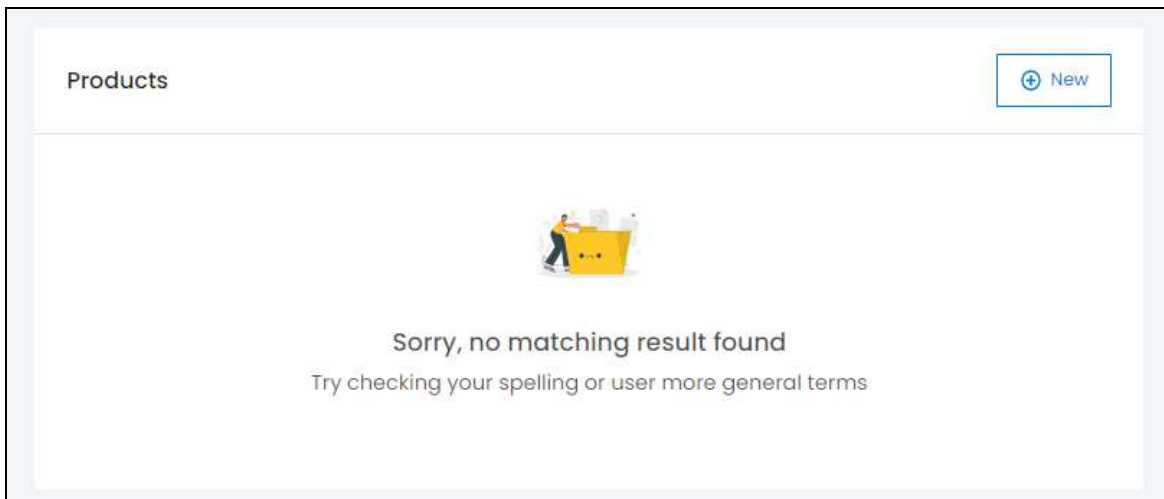 Products
New
Sorry, no matching result found
Try checking your spelling or user more general terms